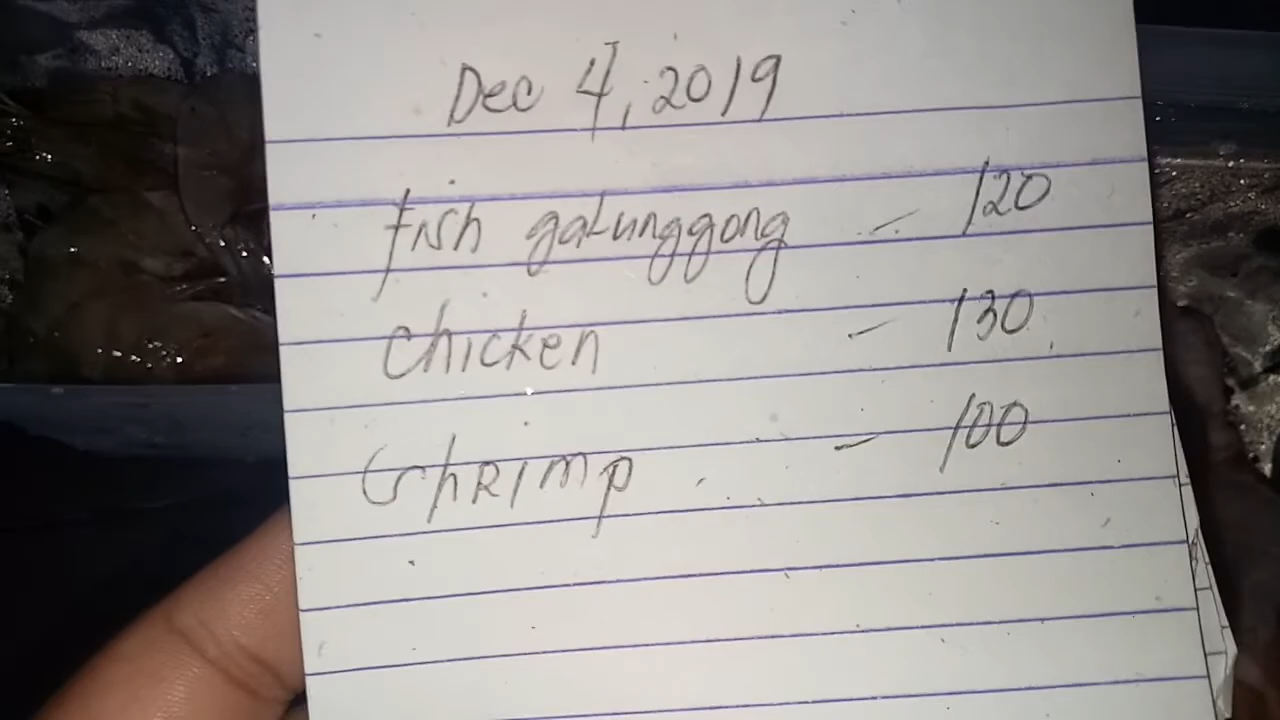 Dec 4, 2019
fish galunggong - 120
chicken - 130
ShRImp - 100